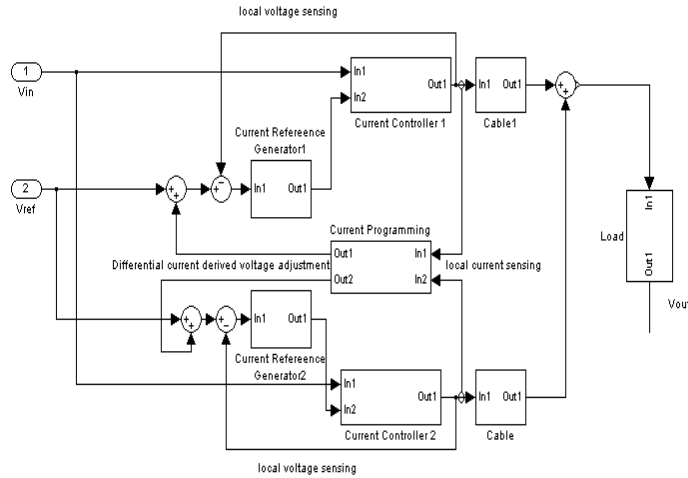 local voltage sensing
1
Vin
In1
In2
Out1
Current Controller 1
In1
Out1
Cable1
Current Refereence
Generator1
In1
Out1
2
Vref
Current Programming
Out1
Out2
In1
In2
Differential current derived voltage adjustment
local current sensing
In1
Load
Out1
Vout
In1
Out1
Current Refereence
Generator2
In1
In2
Out1
Current Controller 2
In1
Out1
Cable
local voltage sensing